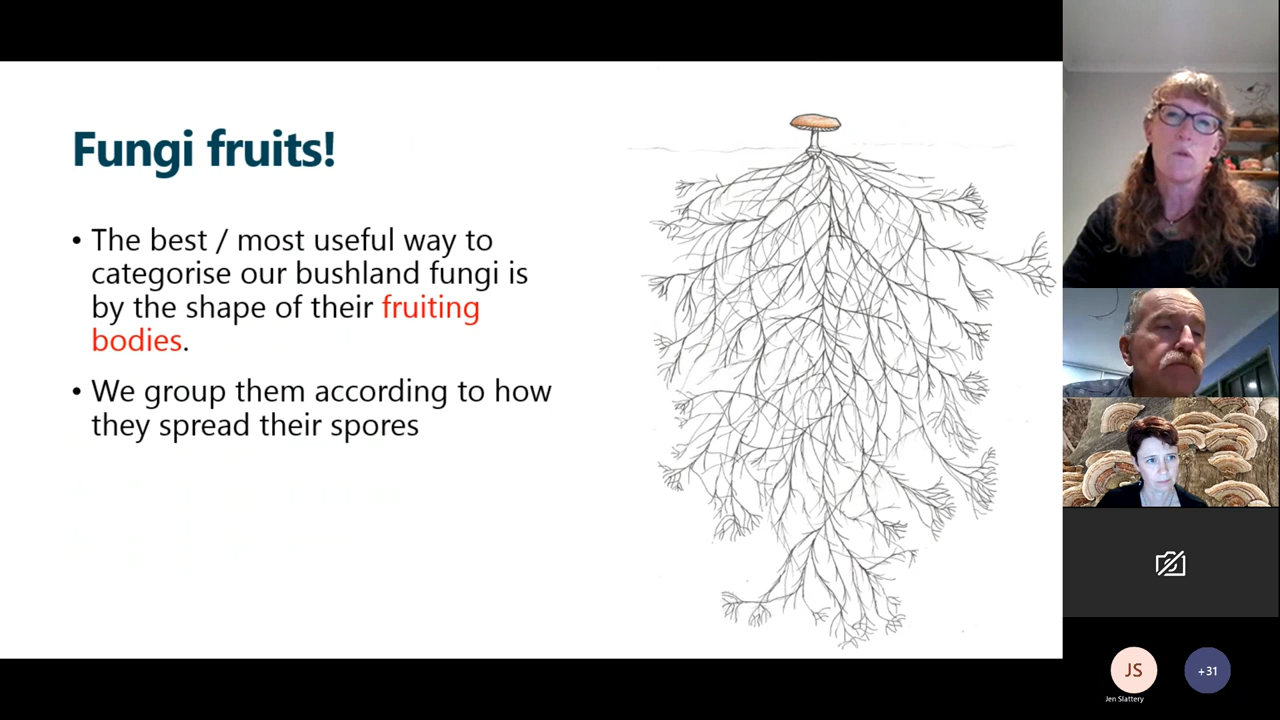 Fungi fruits!
• The best / most useful way to
categorise our bushland fungi is
by the shape of their fruiting
bodies.
• We group them according to how
they spread their spores
JS
+31
Jen Slattery